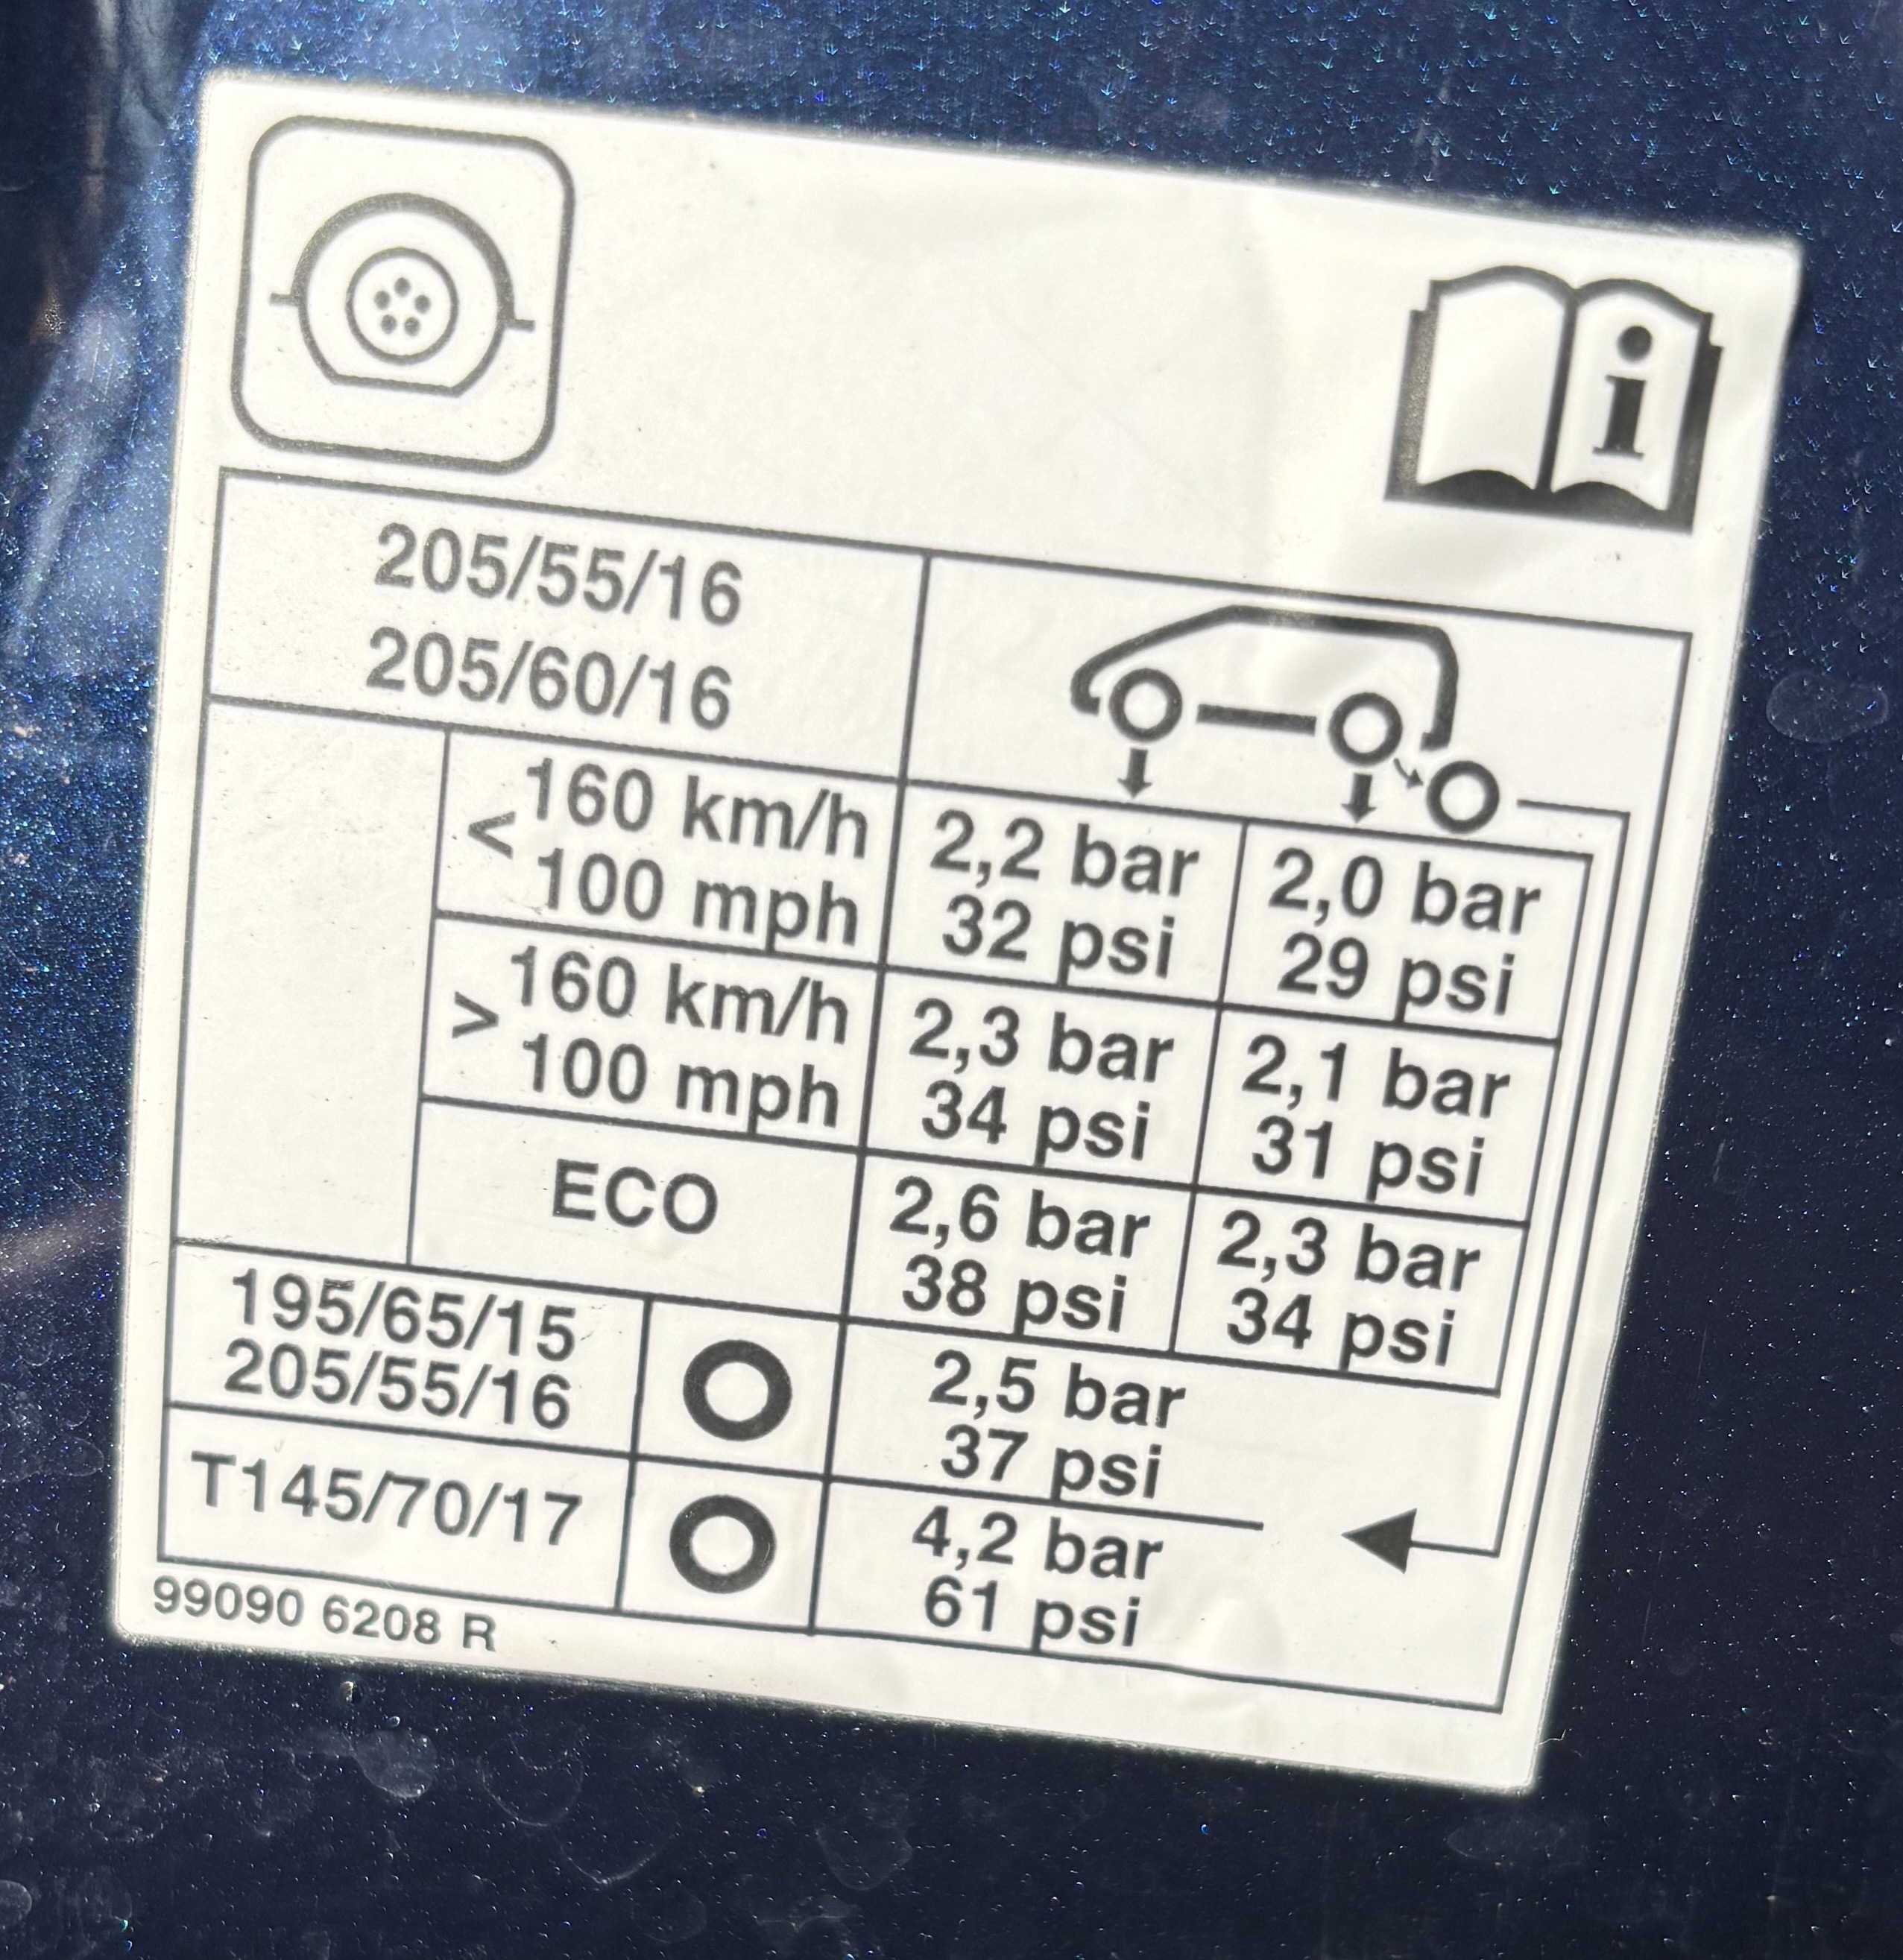 i
205/55/16
205/60/16
< 160 km/h
100 mph
2,2 bar
32 psi
2,0 bar
29 psi
> 160 km/h
100 mph
2,3 bar
34 psi
2,1 bar
31 psi
ECO
2,6 bar
38 psi
2,3 bar
34 psi
195/65/15
205/55/16
2,5 bar
37 psi
T145/70/17
4,2 bar
61 psi
99090 6208 R